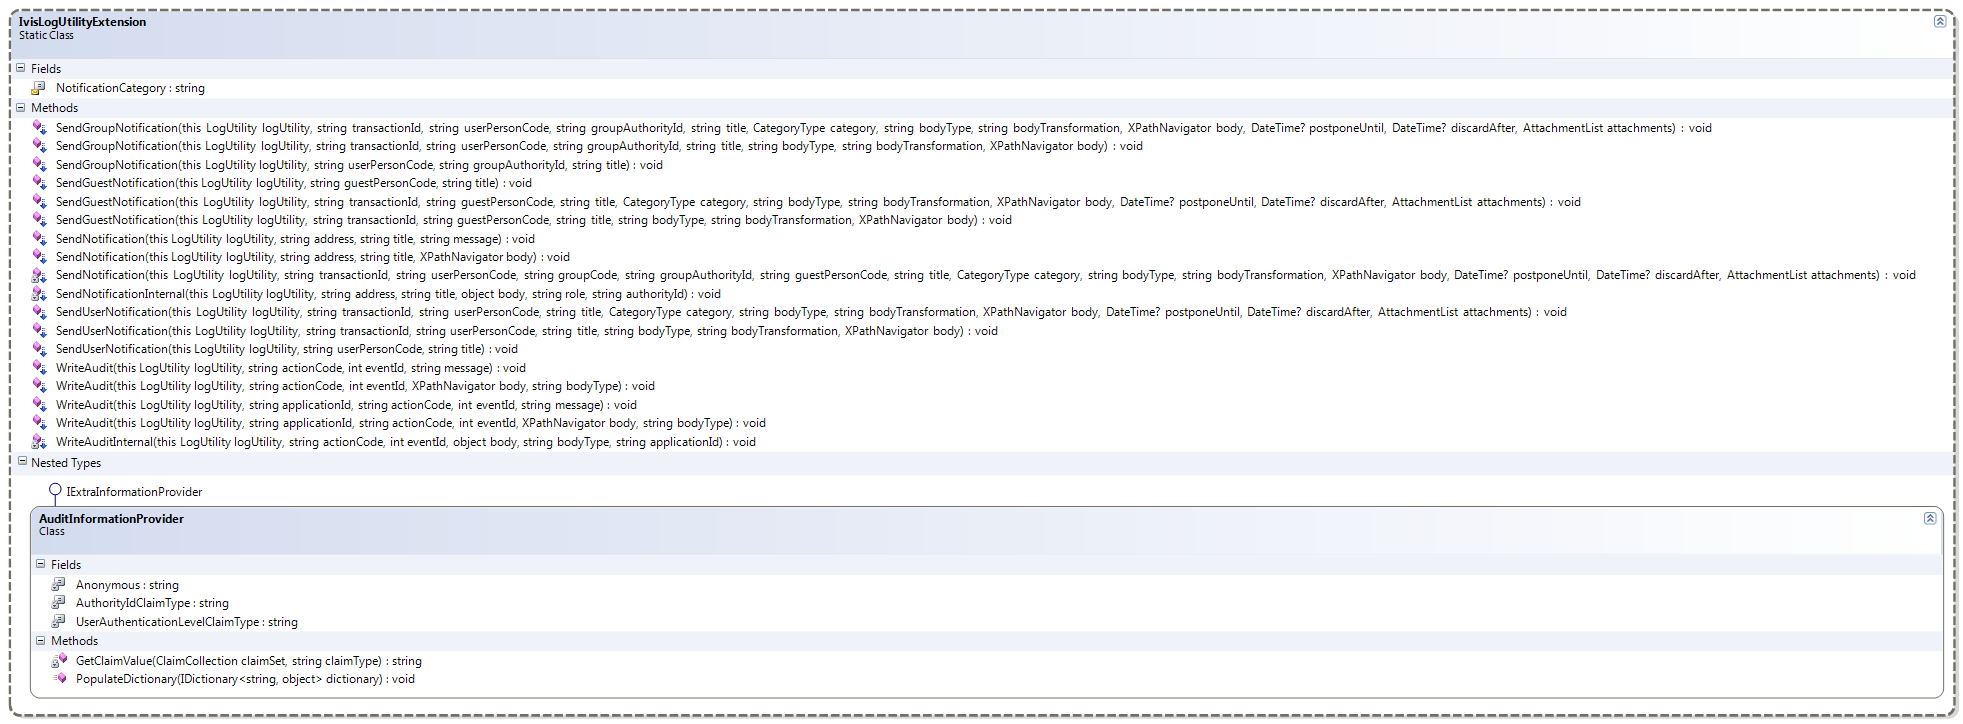 IvisLogUtilityExtension
Static Class
Fields
NotificationCategory : string
Methods
SendGroupNotification(this LogUtility logUtility, string transactionId, string userPersonCode, string groupAuthorityId, string title, CategoryType category, string bodyType, string bodyTransformation, XPathNavigator body, DateTime? postponeUntil, DateTime? discardAfter, AttachmentList attachments) : void
SendGroupNotification(this LogUtility logUtility, string transactionId, string userPersonCode, string groupAuthorityId, string title, string bodyType, string bodyTransformation, XPathNavigator body) : void
SendGroupNotification(this LogUtility logUtility, string userPersonCode, string groupAuthorityId, string title) : void
SendGuestNotification(this LogUtility logUtility, string guestPersonCode, string title) : void
SendGuestNotification(this LogUtility logUtility, string transactionId, string guestPersonCode, string title, CategoryType category, string bodyType, string bodyTransformation, XPathNavigator body, DateTime? postponeUntil, DateTime? discardAfter, AttachmentList attachments) : void
SendGuestNotification(this LogUtility logUtility, string transactionId, string guestPersonCode, string title, string bodyType, string bodyTransformation, XPathNavigator body) : void
SendNotification(this LogUtility logUtility, string address, string title, string message) : void
SendNotification(this LogUtility logUtility, string address, string title, XPathNavigator body) : void
SendNotification(this LogUtility logUtility, string transactionId, string userPersonCode, string groupCode, string groupAuthorityId, string guestPersonCode, string title, CategoryType category, string bodyType, string bodyTransformation, XPathNavigator body, DateTime? postponeUntil, DateTime? discardAfter, AttachmentList attachments) : void
SendNotificationInternal(this LogUtility logUtility, string address, string title, object body, string role, string authorityId) : void
SendUserNotification(this LogUtility logUtility, string transactionId, string userPersonCode, string title, CategoryType category, string bodyType, string bodyTransformation, XPathNavigator body, DateTime? postponeUntil, DateTime? discardAfter, AttachmentList attachments) : void
SendUserNotification(this LogUtility logUtility, string transactionId, string userPersonCode, string title, string bodyType, string bodyTransformation, XPathNavigator body) : void
SendUserNotification(this LogUtility logUtility, string userPersonCode, string title) : void
WriteAudit(this LogUtility logUtility, string actionCode, int eventId, string message) : void
WriteAudit(this LogUtility logUtility, string actionCode, int eventId, XPathNavigator body, string bodyType) : void
WriteAudit(this LogUtility logUtility, string applicationId, string actionCode, int eventId, string message) : void
WriteAudit(this LogUtility logUtility, string applicationId, string actionCode, int eventId, XPathNavigator body, string bodyType) : void
WriteAuditInternal(this LogUtility logUtility, string actionCode, int eventId, object body, string bodyType, string applicationId) : void
Nested Types
IExtraInformationProvider
AuditInformationProvider
Class
Fields
Anonymous : string
AuthorityIdClaimType : string
UserAuthenticationLevelClaimType : string
Methods
GetClaimValue(ClaimCollection claimSet, string claimType) : string
PopulateDictionary(IDictionary<string, object> dictionary) : void